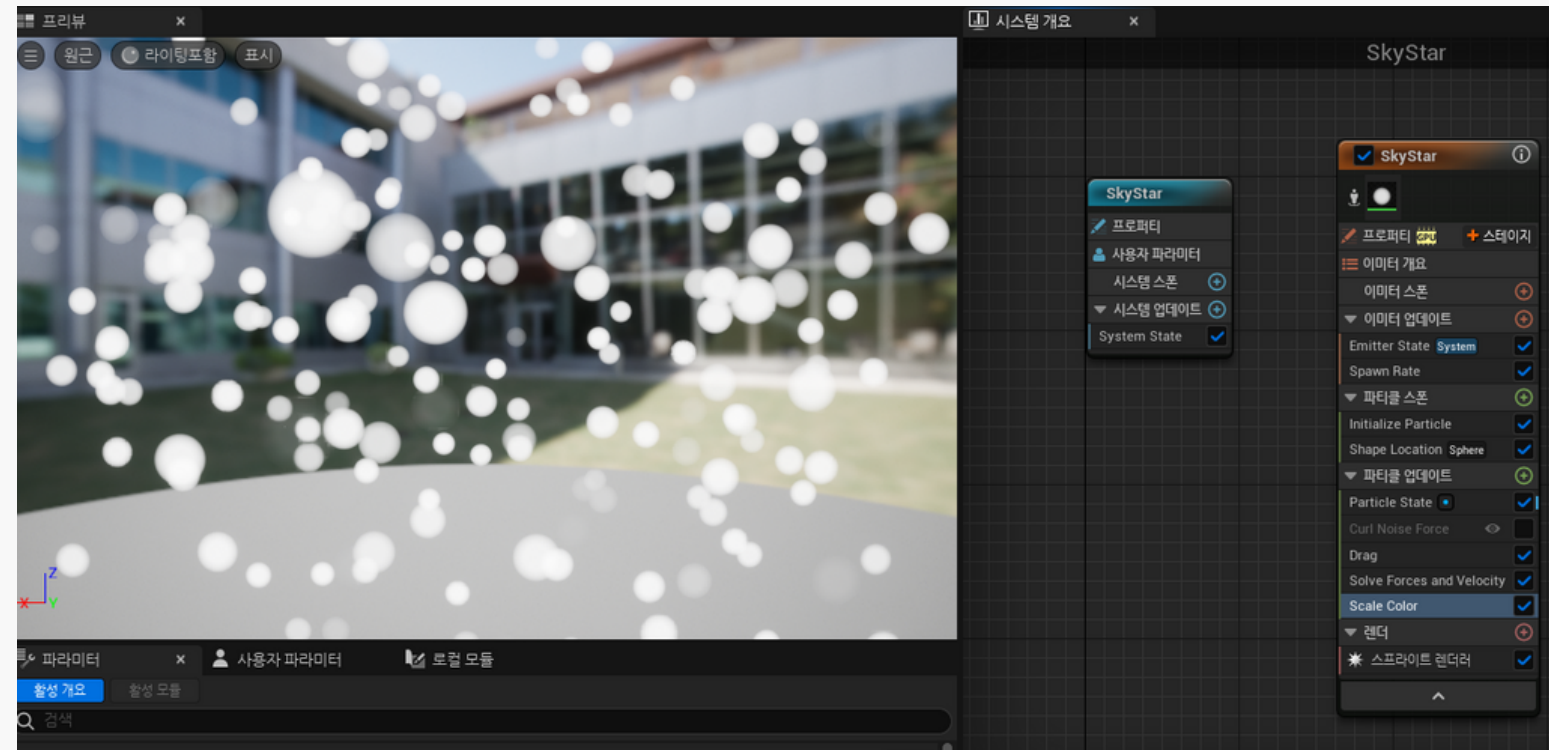 프리뷰 ×
시스템 개요 ×
원근 라이팅포함 표시
SkyStar
SkyStar
프로퍼티
사용자 파라미터
시스템 스폰
시스템 업데이트
System State
SkyStar
프로퍼티 GPU + 스테이지
이미터 개요
이미터 스폰
이미터 업데이트
Emitter State System
Spawn Rate
파티클 스폰
Initialize Particle
Shape Location Sphere
파티클 업데이트
Particle State
Curl Noise Force
Drag
Solve Forces and Velocity
Scale Color
렌더
스프라이트 렌더러
Z
X Y
파라미터 × 사용자 파라미터 로컬 모듈
활성 개요 활성 모듈
검색